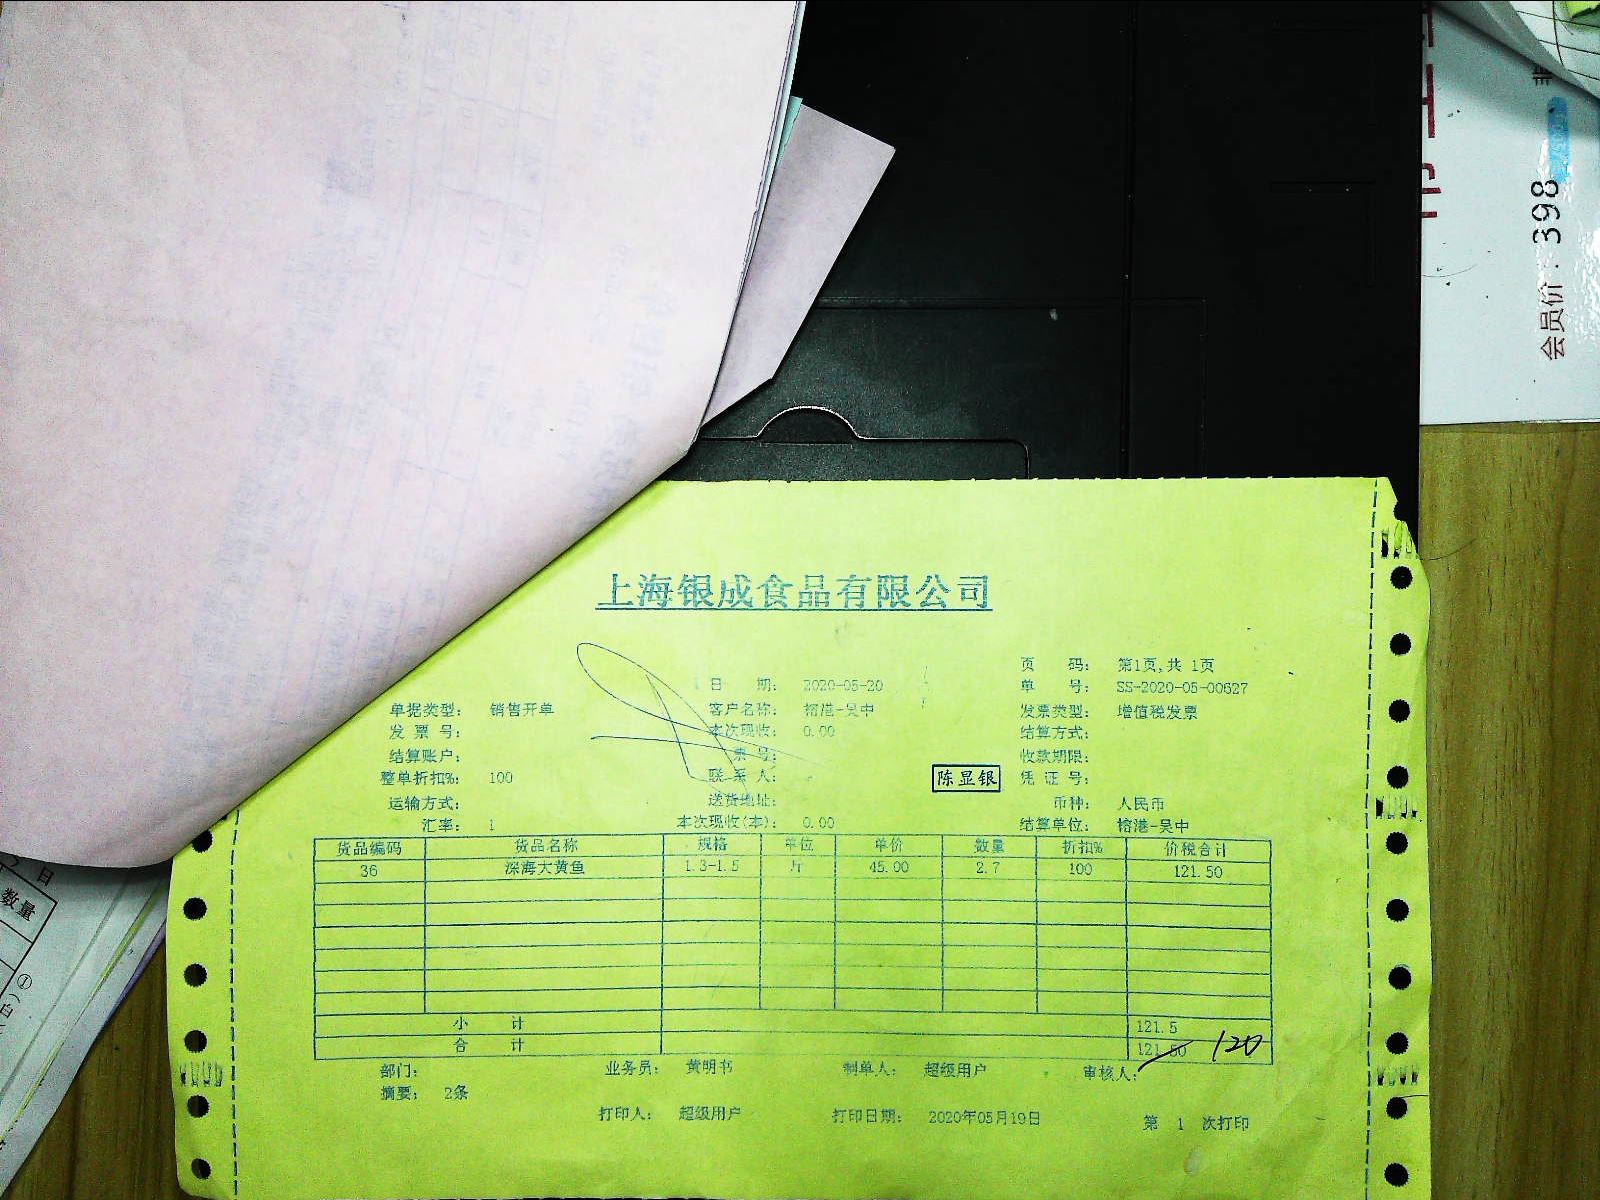 会员价：398
上海银成食品有限公司
页 码： 第1页,共 1页
日 期： 2020-05-20 单 号： SS-2020-05-00627
单据类型： 销售开单 客户名称： 榕港-吴中 发票类型： 增值税发票
发 票 号： 本次现收： 0.00 结算方式：
结算账户： 票 号： 收款期限：
整单折扣%： 100 联 系 人： 陈显银 凭 证 号：
运输方式： 送货地址： 币种： 人民币
汇率： 1 本次现收(本)： 0.00 结算单位： 榕港-吴中
货品编码 货品名称 规格 单位 单价 数量 折扣% 价税合计
36 深海大黄鱼 1.3-1.5 斤 45.00 2.7 100 121.50
小 计 121.5
合 计 121.50 120
部门： 业务员： 黄明书 制单人： 超级用户 审核人：
摘要： 2条
打印人： 超级用户 打印日期： 2020年05月19日 第 1 次打印
日
数量
①
(白